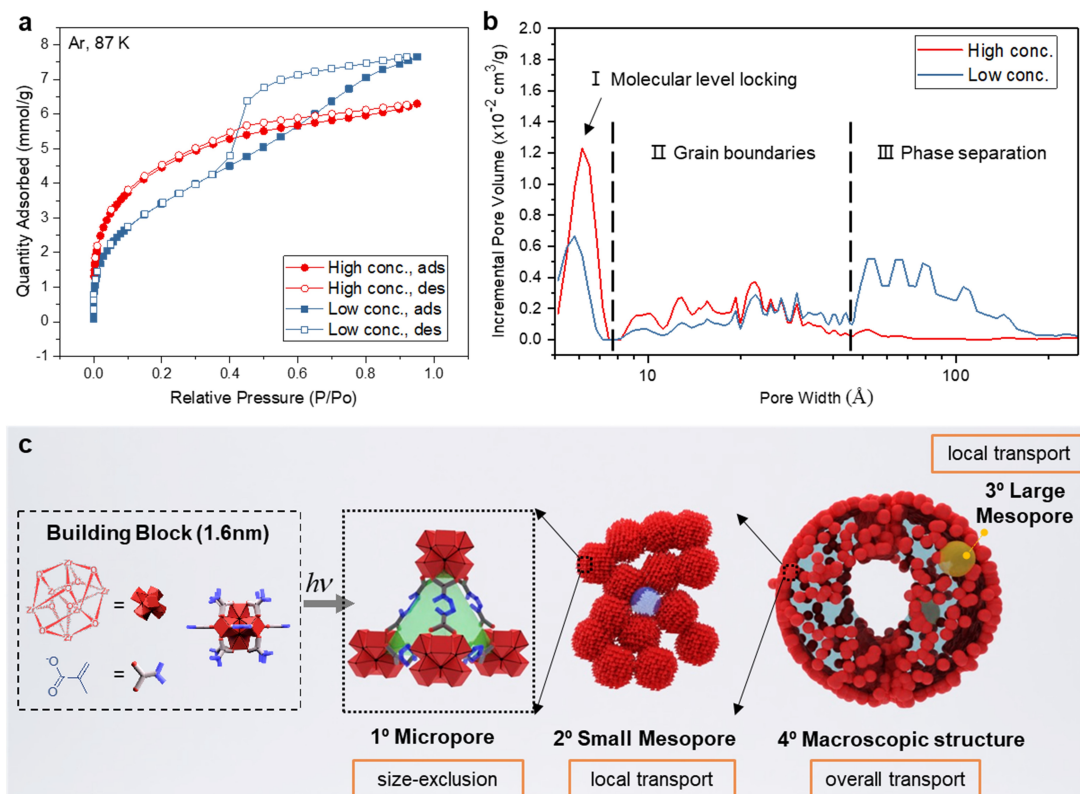 a
Ar, 87 K
8
7
6
5
4
3
2
1
0
-1
Quantity Adsorbed (mmol/g)
High conc., ads
High conc., des
Low conc., ads
Low conc., des
0.0 0.2 0.4 0.6 0.8 1.0
Relative Pressure (P/Po)
b
High conc.
Low conc.
I Molecular level locking
II Grain boundaries
III Phase separation
2.0
1.8
1.6
1.4
1.2
1.0
0.8
0.6
0.4
0.2
0.0
Incremental Pore Volume (x10⁻² cm³/g)
10 100
Pore Width (Å)
c
local transport
3º Large
Mesopore
Building Block (1.6nm)
=
=
hν
O
O
-
1º Micropore
2º Small Mesopore
4º Macroscopic structure
size-exclusion
local transport
overall transport